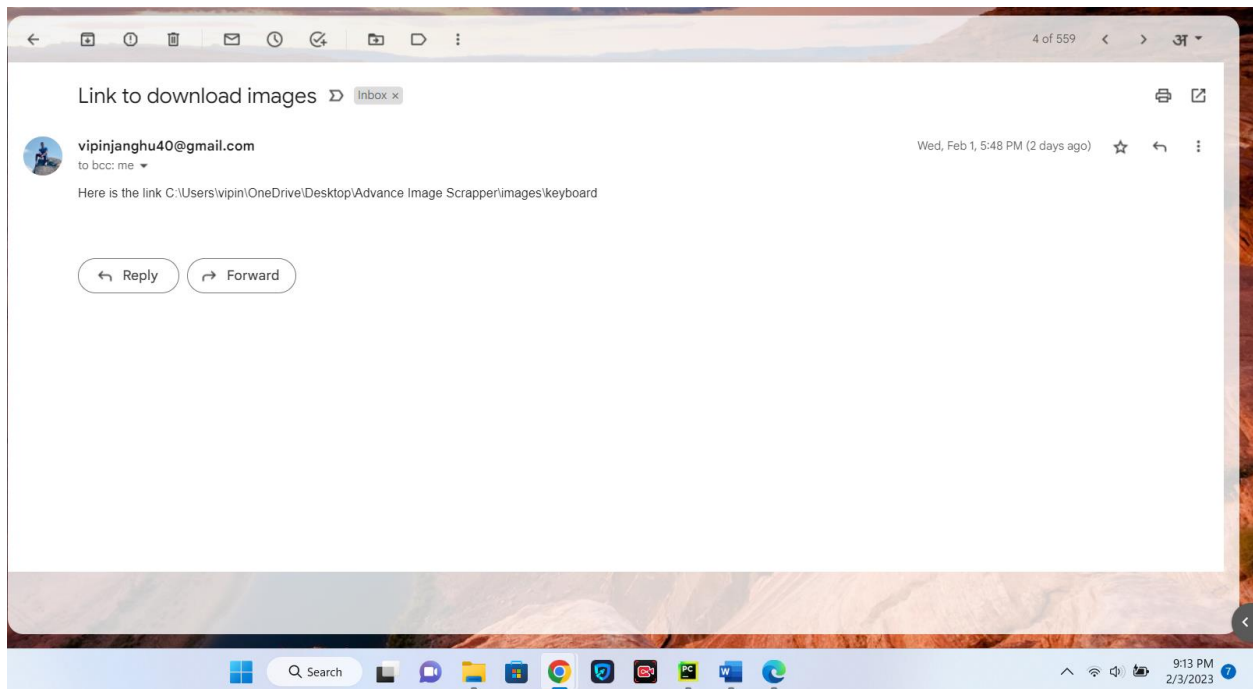 4 of 559
अ
Link to download images
Inbox ×
vipinjanghu40@gmail.com
Wed, Feb 1, 5:48 PM (2 days ago)
to bcc: me
Here is the link C:\Users\vipin\OneDrive\Desktop\Advance Image Scrapper\images\keyboard
Reply
Forward
Search
PC
W
9:13 PM
2/3/2023
7